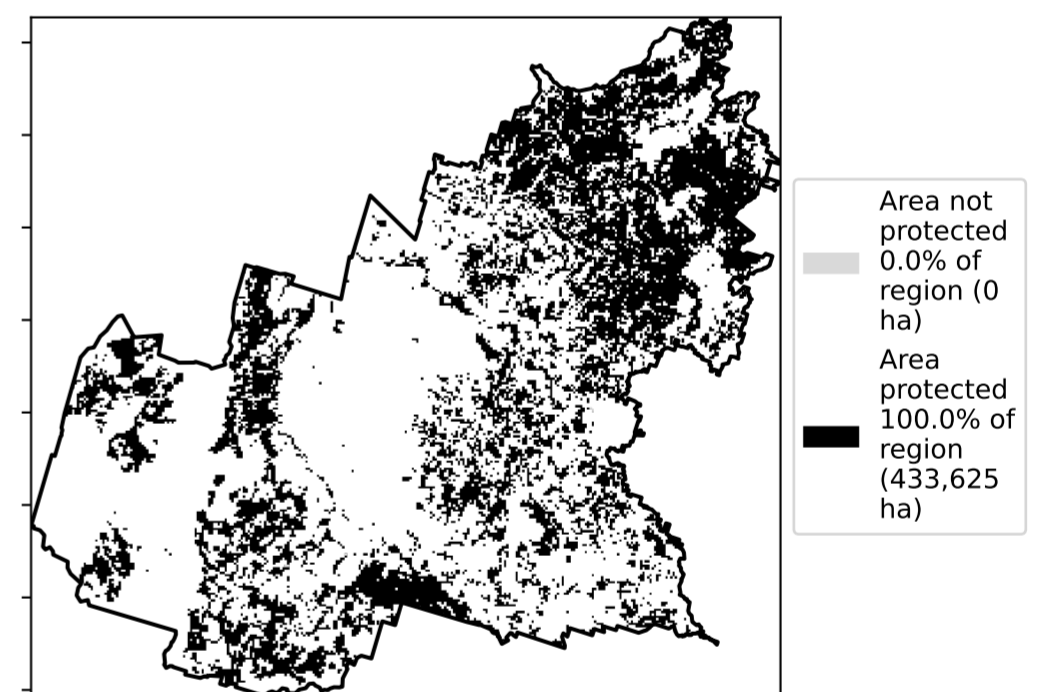 Area not
protected
0.0% of
region (0
ha)
Area
protected
100.0% of
region
(433,625
ha)